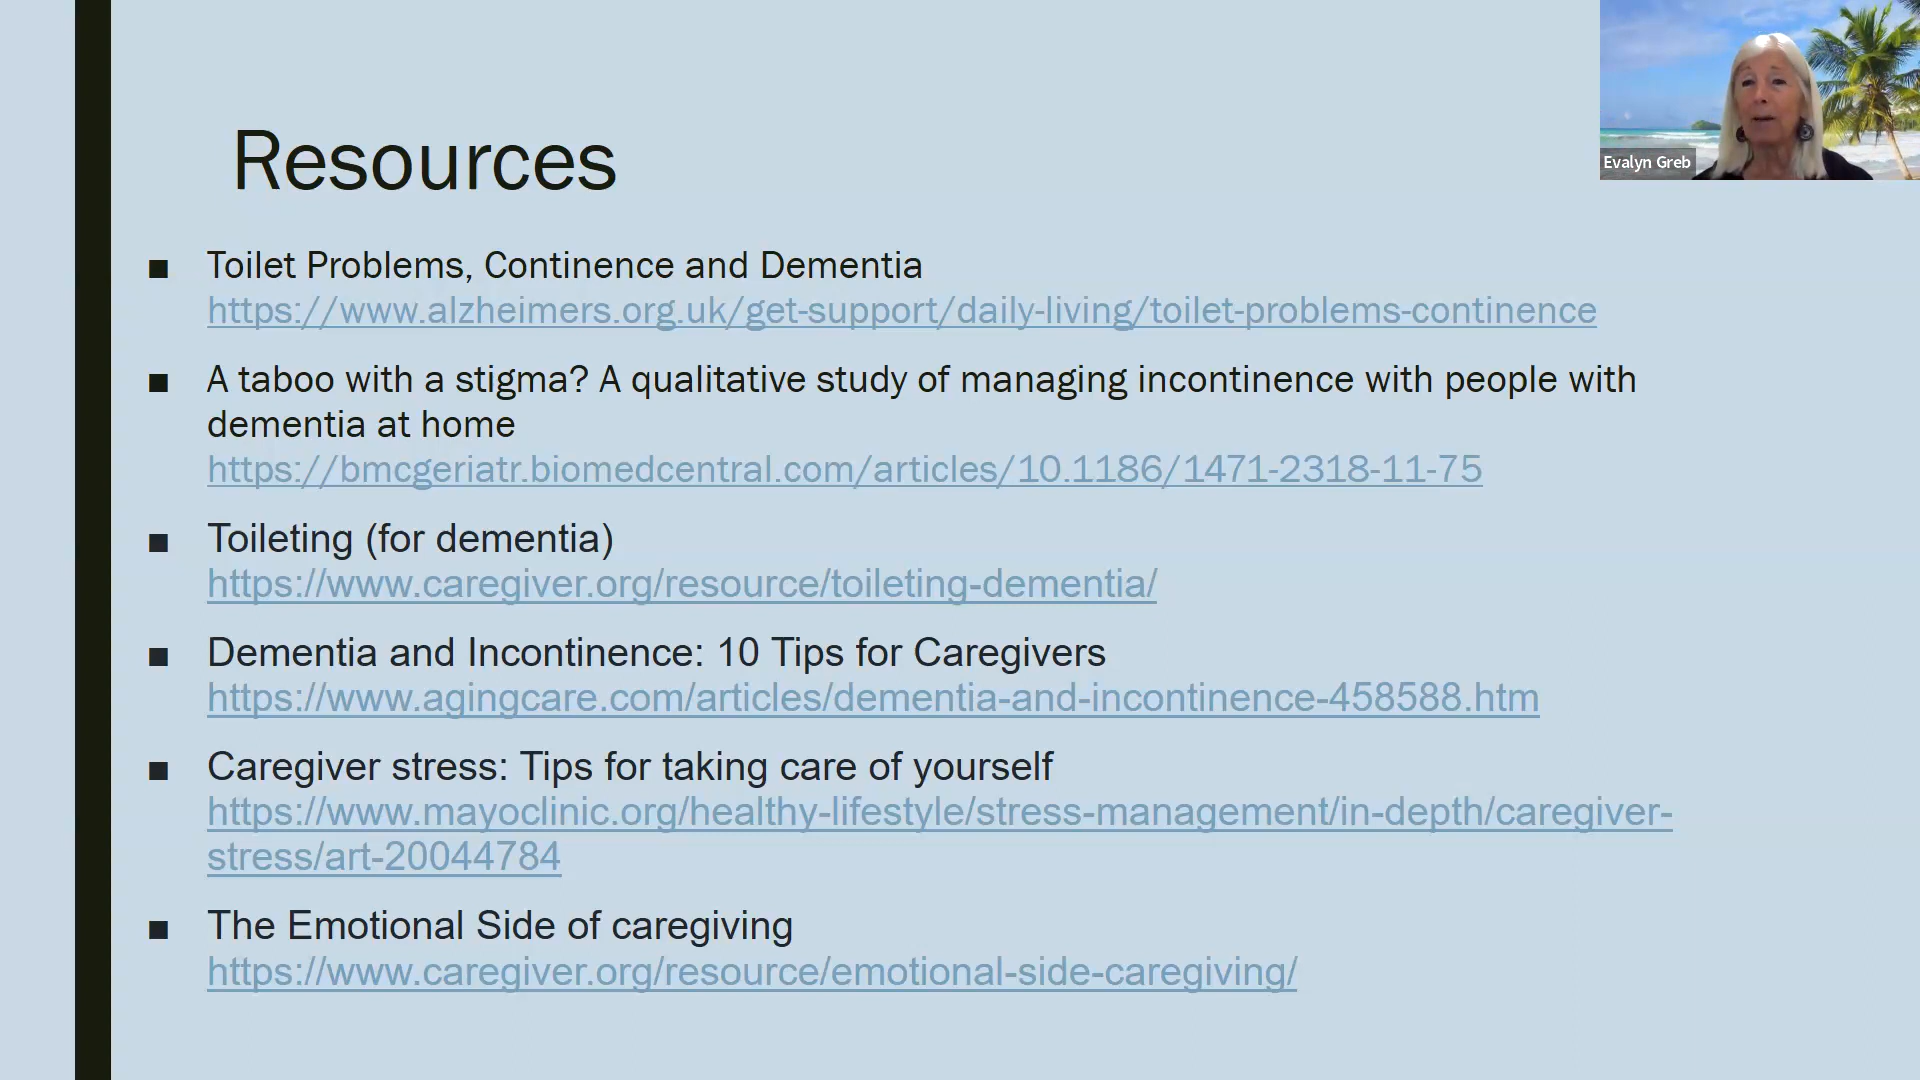 Resources
Evalyn Greb
■ Toilet Problems, Continence and Dementia
https://www.alzheimers.org.uk/get-support/daily-living/toilet-problems-continence
■ A taboo with a stigma? A qualitative study of managing incontinence with people with
dementia at home
https://bmcgeriatr.biomedcentral.com/articles/10.1186/1471-2318-11-75
■ Toileting (for dementia)
https://www.caregiver.org/resource/toileting-dementia/
■ Dementia and Incontinence: 10 Tips for Caregivers
https://www.agingcare.com/articles/dementia-and-incontinence-458588.htm
■ Caregiver stress: Tips for taking care of yourself
https://www.mayoclinic.org/healthy-lifestyle/stress-management/in-depth/caregiver-
stress/art-20044784
■ The Emotional Side of caregiving
https://www.caregiver.org/resource/emotional-side-caregiving/